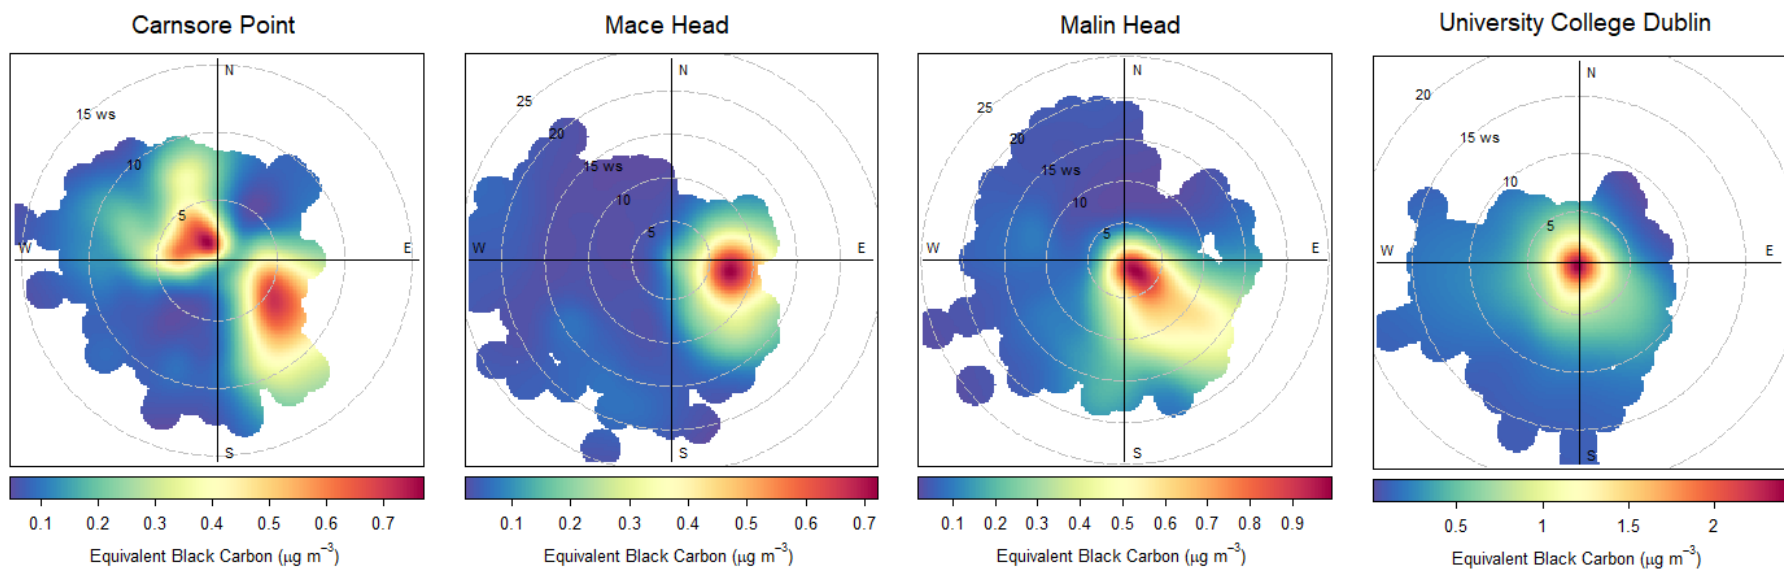 Carnsore Point
N
15 ws
10
5
W
E
S
0.1 0.2 0.3 0.4 0.5 0.6 0.7
Equivalent Black Carbon (μg m⁻³)
Mace Head
N
25
20
15 ws
10
5
W
E
S
0.1 0.2 0.3 0.4 0.5 0.6 0.7
Equivalent Black Carbon (μg m⁻³)
Malin Head
N
25
20
15 ws
10
5
W
E
S
0.1 0.2 0.3 0.4 0.5 0.6 0.7 0.8 0.9
Equivalent Black Carbon (μg m⁻³)
University College Dublin
N
20
15 ws
10
5
W
E
S
0.5 1 1.5 2
Equivalent Black Carbon (μg m⁻³)